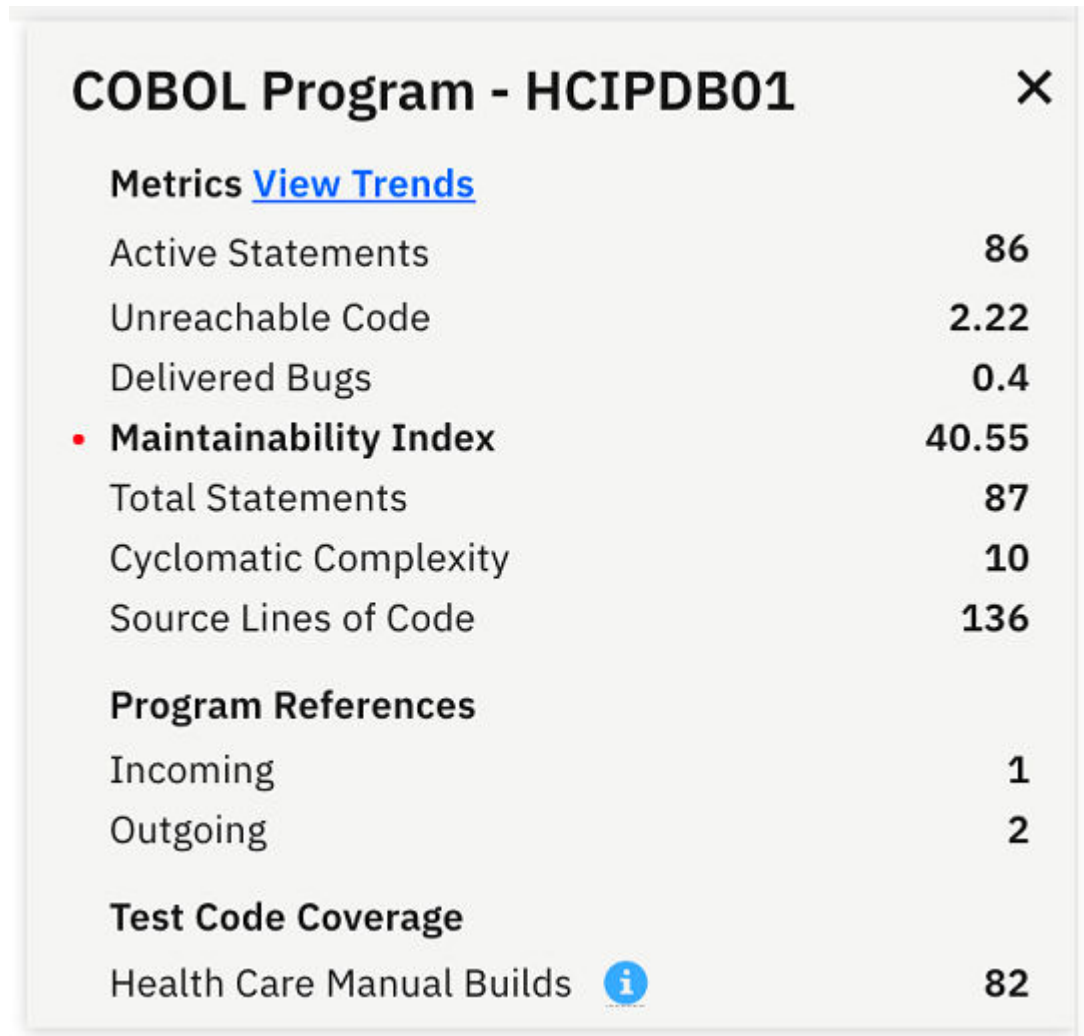 COBOL Program - HCIPDB01 ×
Metrics View Trends
Active Statements 86
Unreachable Code 2.22
Delivered Bugs 0.4
Maintainability Index 40.55
Total Statements 87
Cyclomatic Complexity 10
Source Lines of Code 136
Program References
Incoming 1
Outgoing 2
Test Code Coverage
Health Care Manual Builds i 82